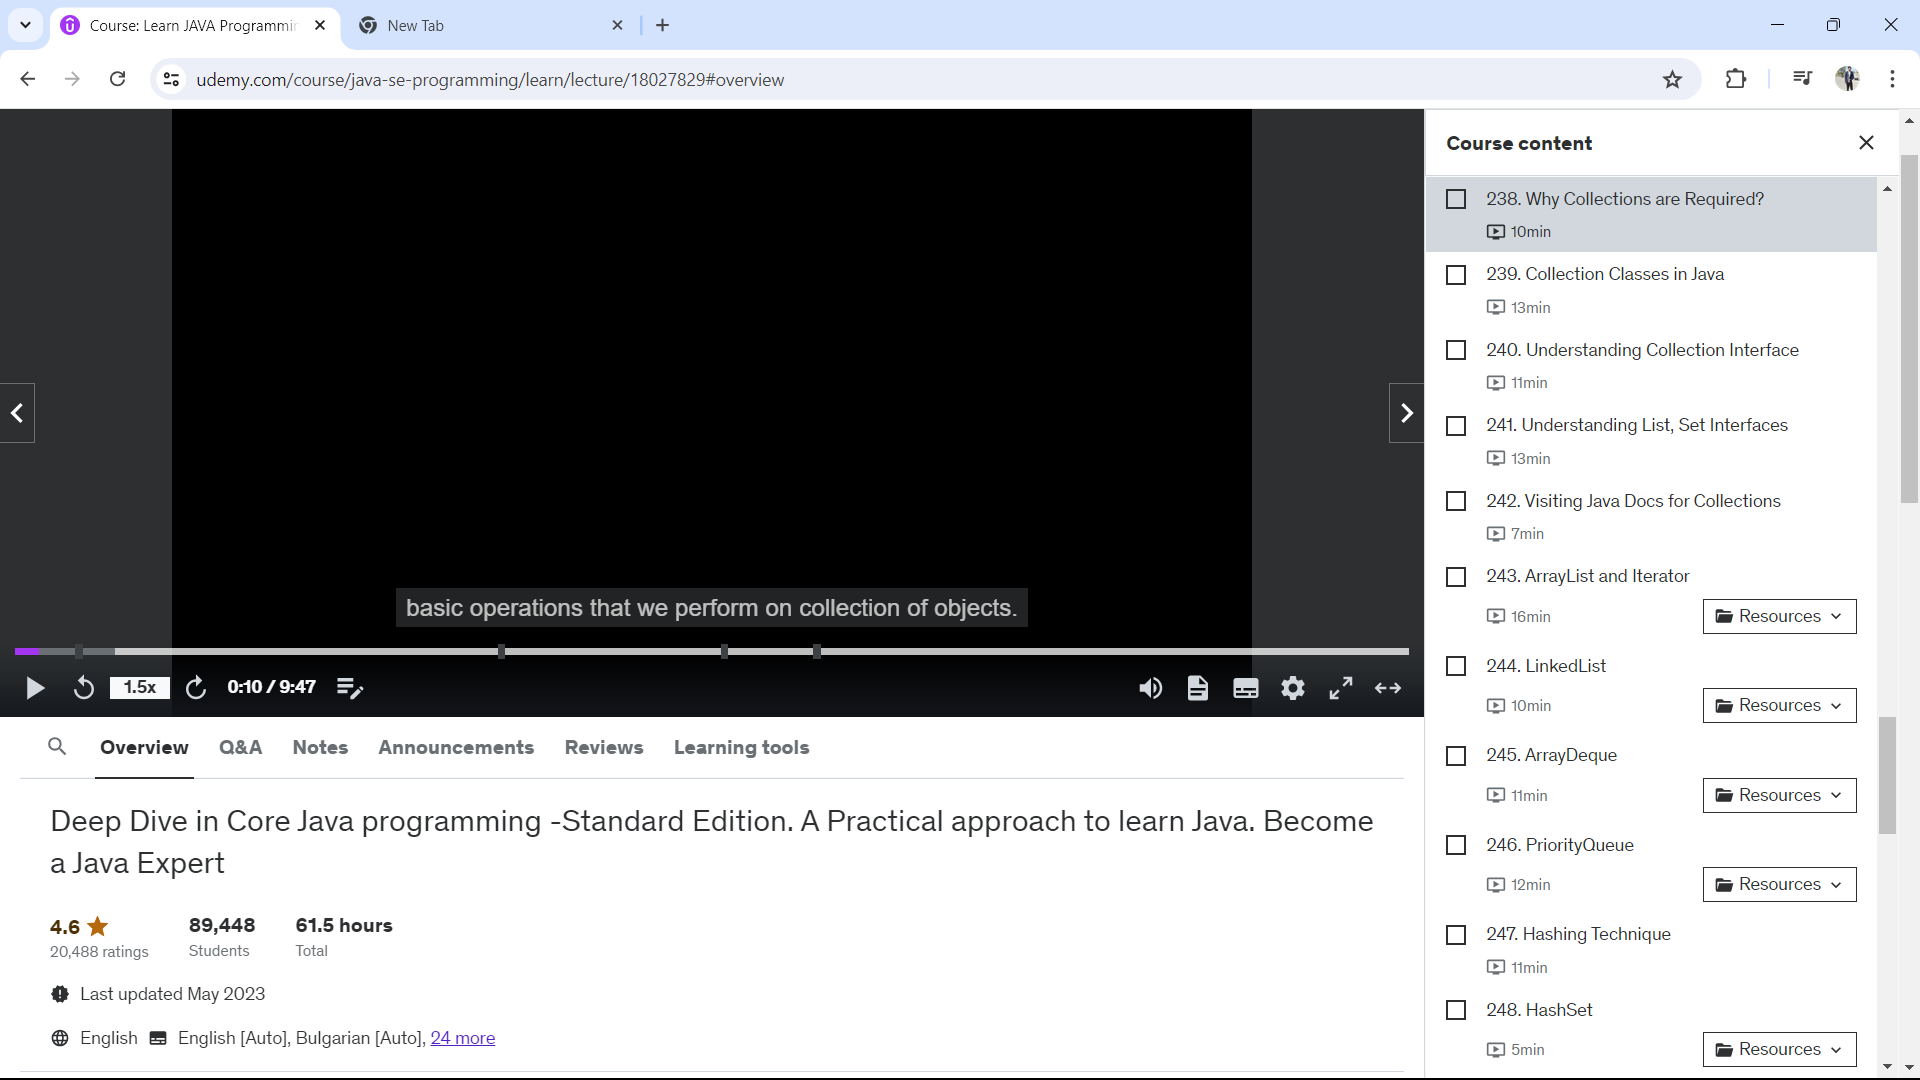 Course: Learn JAVA Programmin
New Tab
udemy.com/course/java-se-programming/learn/lecture/18027829#overview
basic operations that we perform on collection of objects.
1.5x
0:10 / 9:47
Overview
Q&A
Notes
Announcements
Reviews
Learning tools
Deep Dive in Core Java programming -Standard Edition. A Practical approach to learn Java. Become
a Java Expert
4.6
20,488 ratings
89,448
Students
61.5 hours
Total
Last updated May 2023
English
English [Auto], Bulgarian [Auto], 24 more
Course content
238. Why Collections are Required?
10min
239. Collection Classes in Java
13min
240. Understanding Collection Interface
11min
241. Understanding List, Set Interfaces
13min
242. Visiting Java Docs for Collections
7min
243. ArrayList and Iterator
16min
Resources
244. LinkedList
10min
Resources
245. ArrayDeque
11min
Resources
246. PriorityQueue
12min
Resources
247. Hashing Technique
11min
248. HashSet
5min
Resources